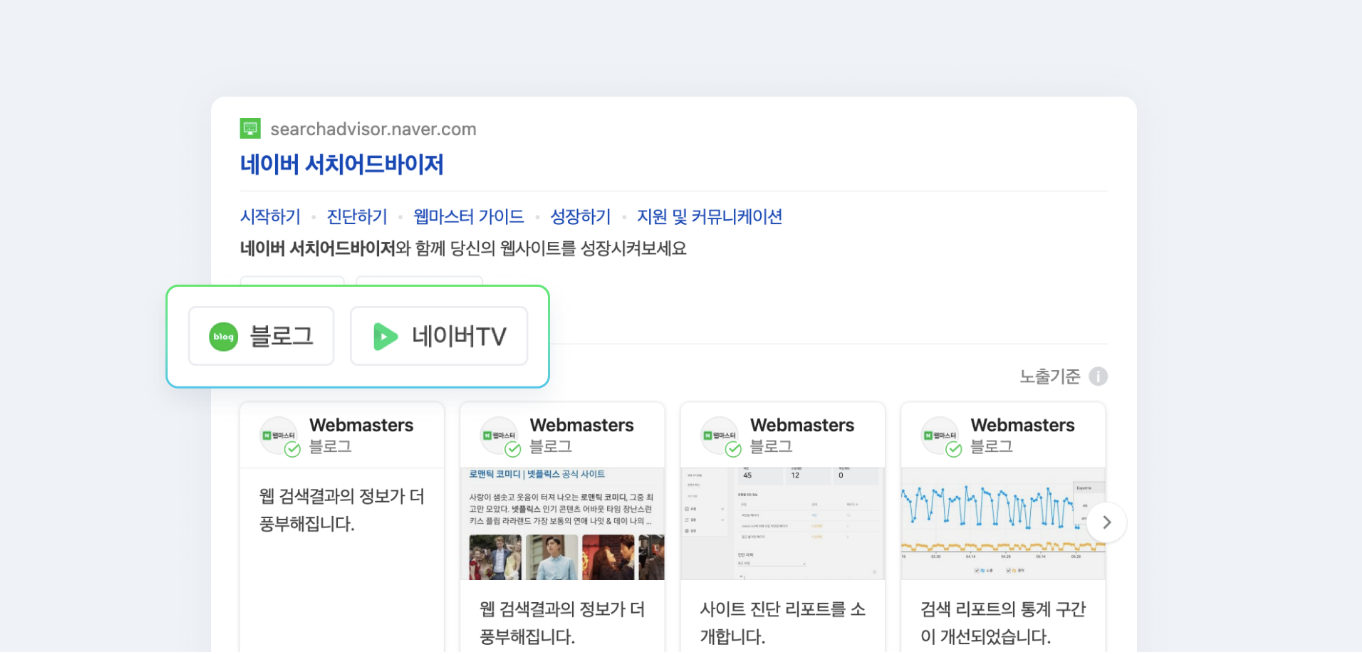 searchadvisor.naver.com
네이버 서치어드바이저
시작하기 · 진단하기 · 웹마스터 가이드 · 성장하기 · 지원 및 커뮤니케이션
네이버 서치어드바이저와 함께 당신의 웹사이트를 성장시켜보세요
blog 블로그
네이버TV
노출기준 i
N 웹마스터
Webmasters
블로그
웹 검색결과의 정보가 더
풍부해집니다.
N 웹마스터
Webmasters
블로그
로맨틱 코미디 | 넷플릭스 공식 사이트
사랑이 샘솟고 웃음이 터져 나오는 로맨틱 코미디, 그중 최
고만 모았다. 넷플릭스 인기 콘텐츠 어바웃 타임 장난스런
키스 플립 라라랜드 가장 보통의 연애 나잇 & 데이 나의 ...
웹 검색결과의 정보가 더
풍부해집니다.
N 웹마스터
Webmasters
블로그
45 12 0
사이트 진단 리포트를 소
개합니다.
N 웹마스터
Webmasters
블로그
검색 리포트의 통계 구간
이 개선되었습니다.